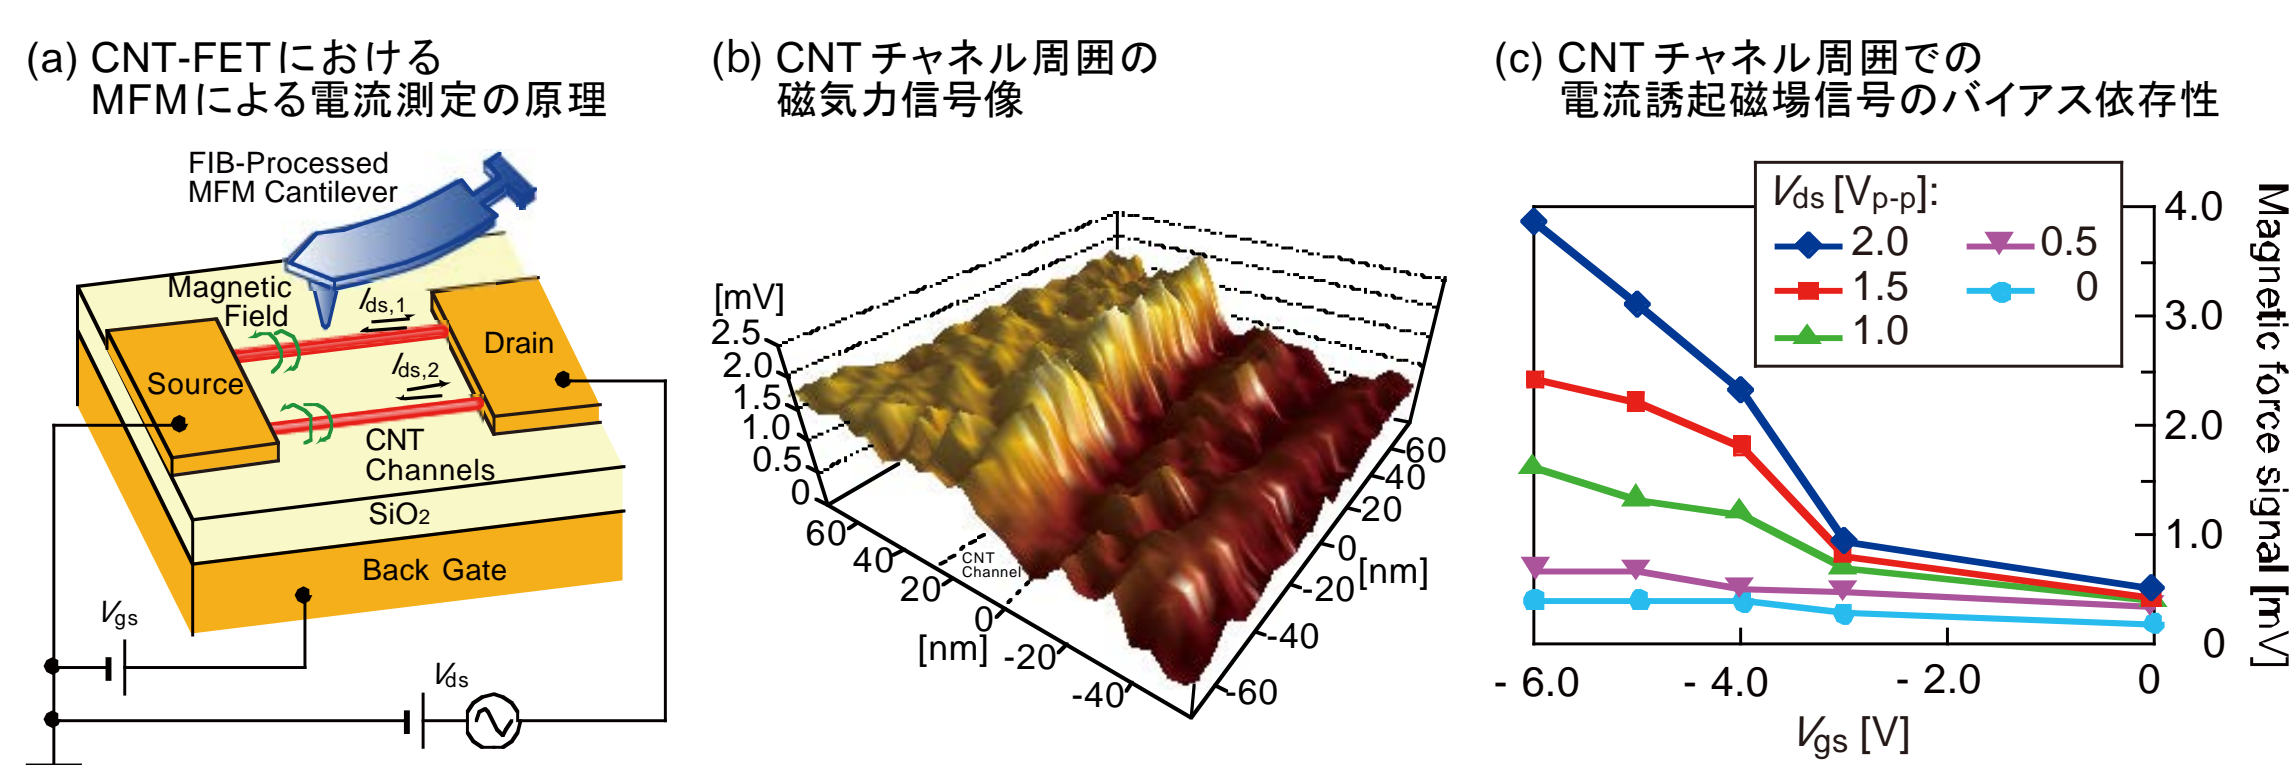 (a) CNT-FETにおける
MFMによる電流測定の原理
FIB-Processed
MFM Cantilever
Magnetic
Field
Ids,1
Drain
Source
Ids,2
CNT
Channels
SiO2
Back Gate
Vgs
Vds
(b) CNTチャネル周囲の
磁気力信号像
[mV]
2.5
2.0
1.5
1.0
0.5
0
60
40
20
0
-20
-40
[nm]
CNT
Channel
60
40
20
0
-20
-40
-60
[nm]
(c) CNTチャネル周囲での
電流誘起磁場信号のバイアス依存性
Vds [Vp-p]:
2.0
0.5
1.5
0
1.0
4.0
3.0
2.0
1.0
0
Magnetic force signal [mV]
- 6.0
- 4.0
- 2.0
0
Vgs [V]